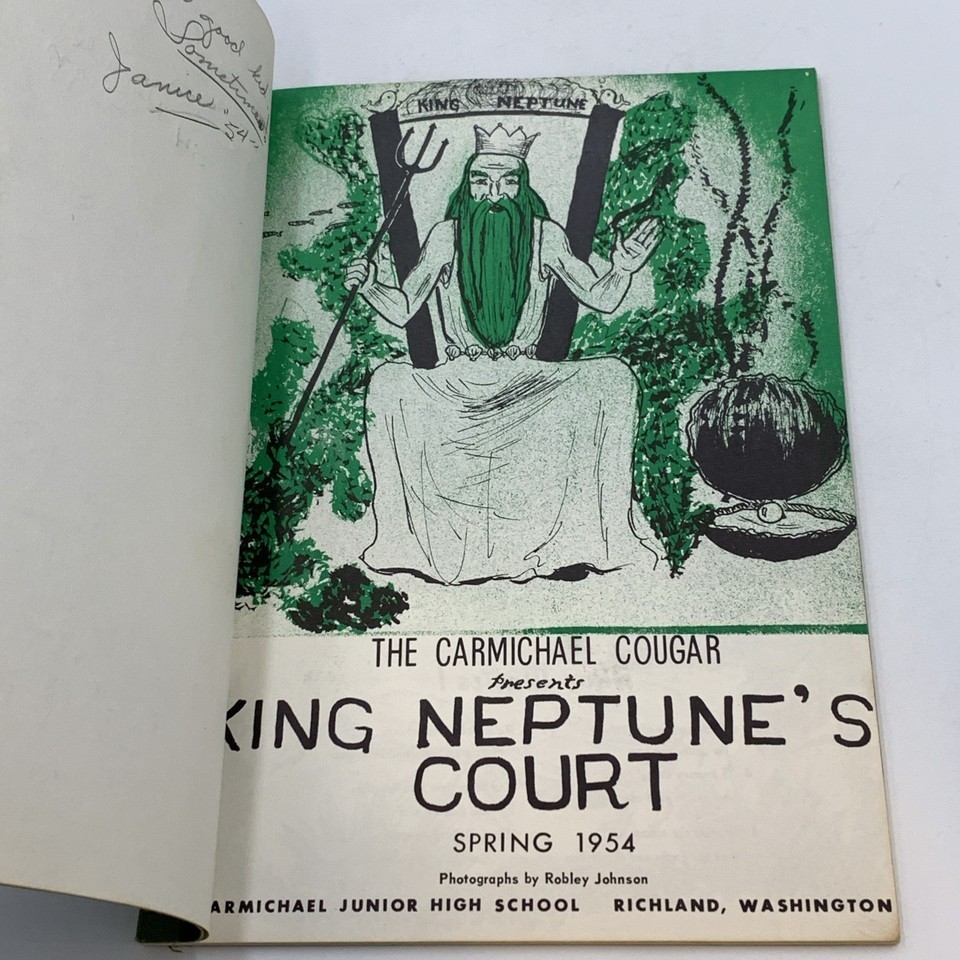 good kid
Sometimes!
Janice '54
KING NEPTUNE
THE CARMICHAEL COUGAR
presents
KING NEPTUNE'S
COURT
SPRING 1954
Photographs by Robley Johnson
ARMICHAEL JUNIOR HIGH SCHOOL RICHLAND, WASHINGTON